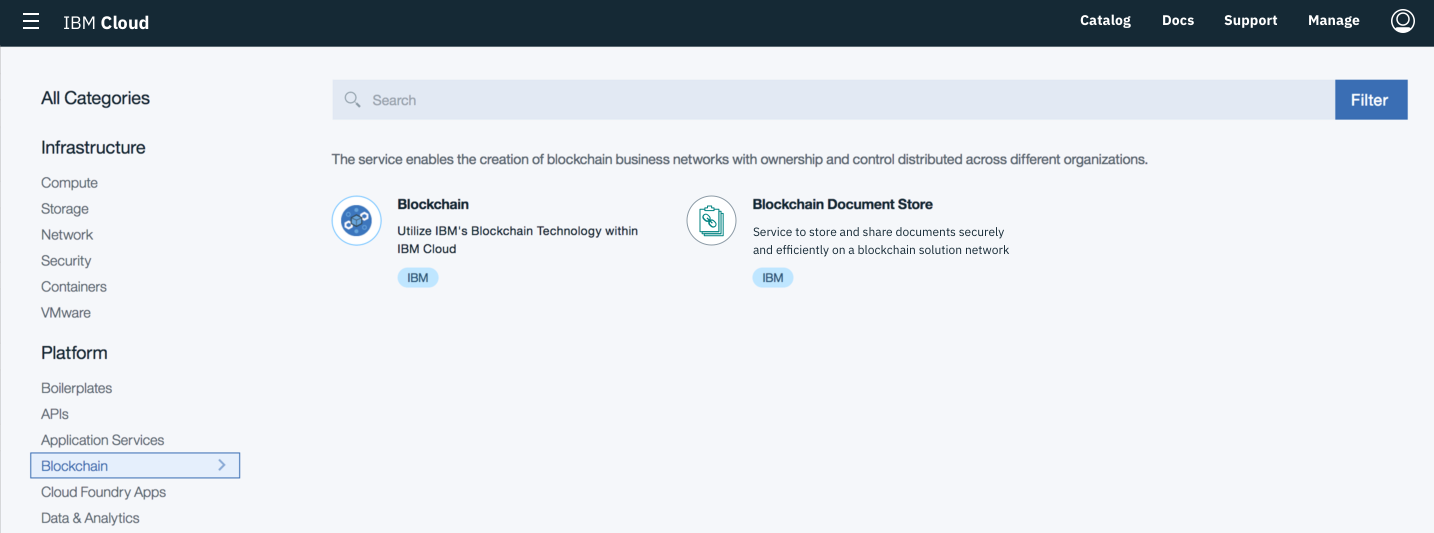 IBM Cloud
Catalog
Docs
Support
Manage
All Categories
Infrastructure
Compute
Storage
Network
Security
Containers
VMware
Platform
Boilerplates
APIs
Application Services
Blockchain
Cloud Foundry Apps
Data & Analytics
Search
Filter
The service enables the creation of blockchain business networks with ownership and control distributed across different organizations.
Blockchain
Utilize IBM's Blockchain Technology within
IBM Cloud
IBM
Blockchain Document Store
Service to store and share documents securely
and efficiently on a blockchain solution network
IBM